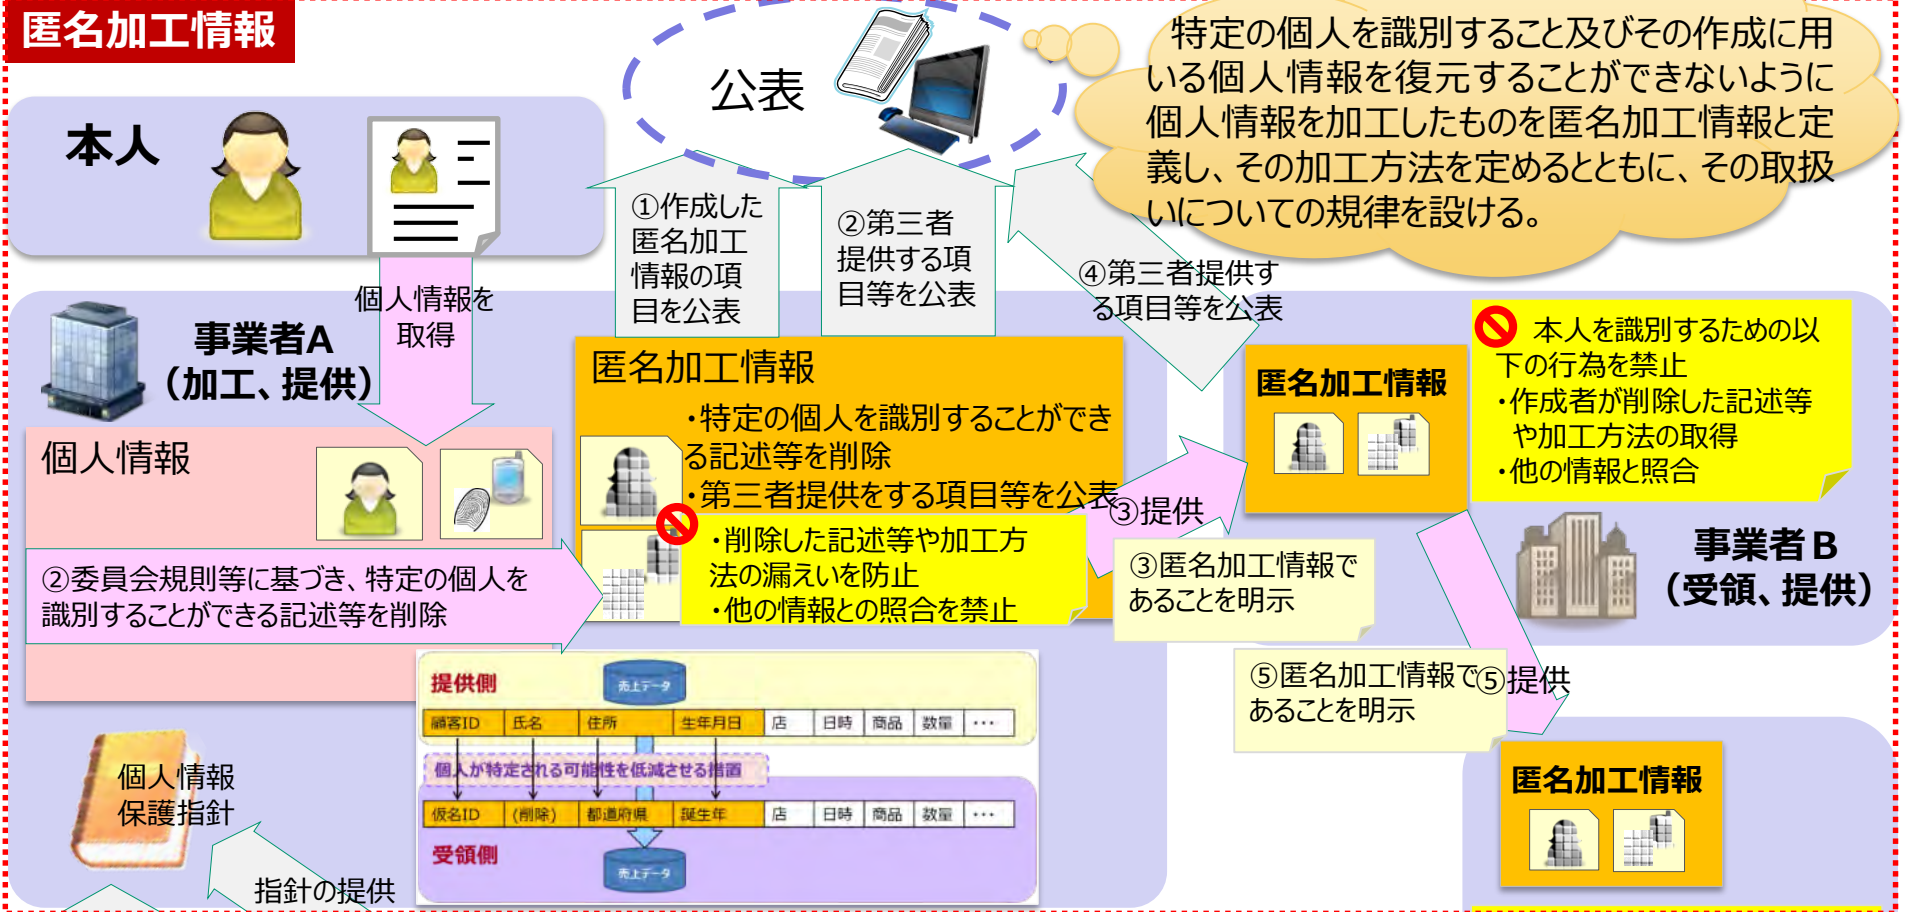 匿名加工情報
公表
特定の個人を識別すること及びその作成に用
いる個人情報を復元することができないように
個人情報を加工したものを匿名加工情報と定
義し、その加工方法を定めるとともに、その取扱
いについての規律を設ける。
本人
①作成した
匿名加工
情報の項
目を公表
②第三者
提供する項
目等を公表
④第三者提供す
る項目等を公表
個人情報を
取得
事業者A
（加工、提供）
個人情報
②委員会規則等に基づき、特定の個人を
識別することができる記述等を削除
匿名加工情報
・特定の個人を識別することができ
る記述等を削除
・第三者提供をする項目等を公表
・削除した記述等や加工方
法の漏えいを防止
・他の情報との照合を禁止
③提供
③匿名加工情報で
あることを明示
匿名加工情報
本人を識別するための以
下の行為を禁止
・作成者が削除した記述等
や加工方法の取得
・他の情報と照合
事業者B
（受領、提供）
⑤匿名加工情報で
あることを明示
⑤提供
匿名加工情報
提供側
売上データ
顧客ID 氏名 住所 生年月日 店 日時 商品 数量 ･･･
個人が特定される可能性を低減させる措置
仮名ID （削除） 都道府県 誕生年 店 日時 商品 数量 ･･･
受領側
売上データ
個人情報
保護指針
指針の提供